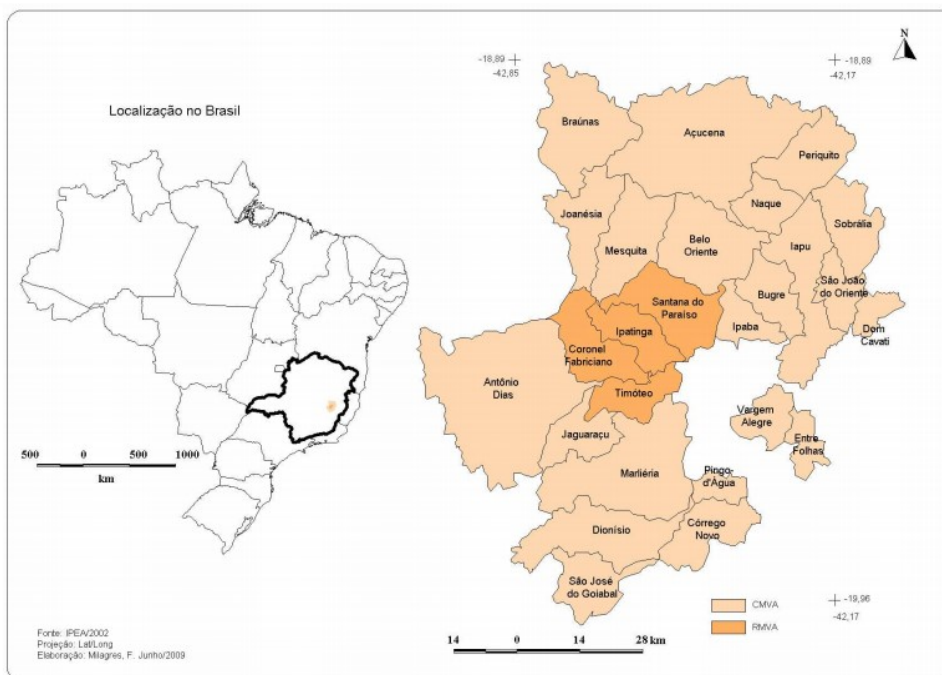 Localização no Brasil
500 0 500 1000
km
Fonte: IPEA/2002
Projeção: Lat/Long
Elaboração: Milagres, F. Junho/2009
N
-18,89
-42,85
-18,89
-42,17
Braúnas
Açucena
Periquito
Joanésia
Naque
Sobrália
Mesquita
Belo
Oriente
Iapu
São João
do Oriente
Bugre
Santana do
Paraíso
Ipatinga
Ipaba
Dom
Cavati
Coronel
Fabriciano
Antônio
Dias
Timóteo
Vargem
Alegre
Entre
Folhas
Jaguaraçu
Marliéria
Pingo-
d'Água
Dionísio
Córrego
Novo
São José
do Goiabal
CMVA
RMVA
-19,96
-42,17
14 0 14 28 km